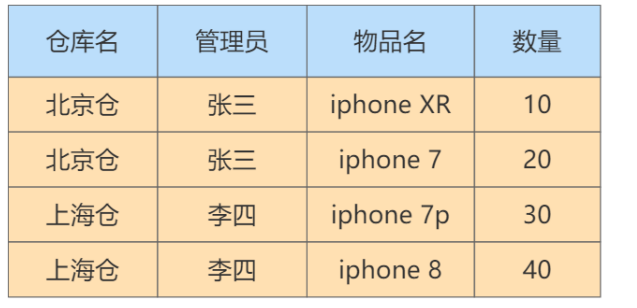 仓库名 管理员 物品名 数量
北京仓 张三 iphone XR 10
北京仓 张三 iphone 7 20
上海仓 李四 iphone 7p 30
上海仓 李四 iphone 8 40